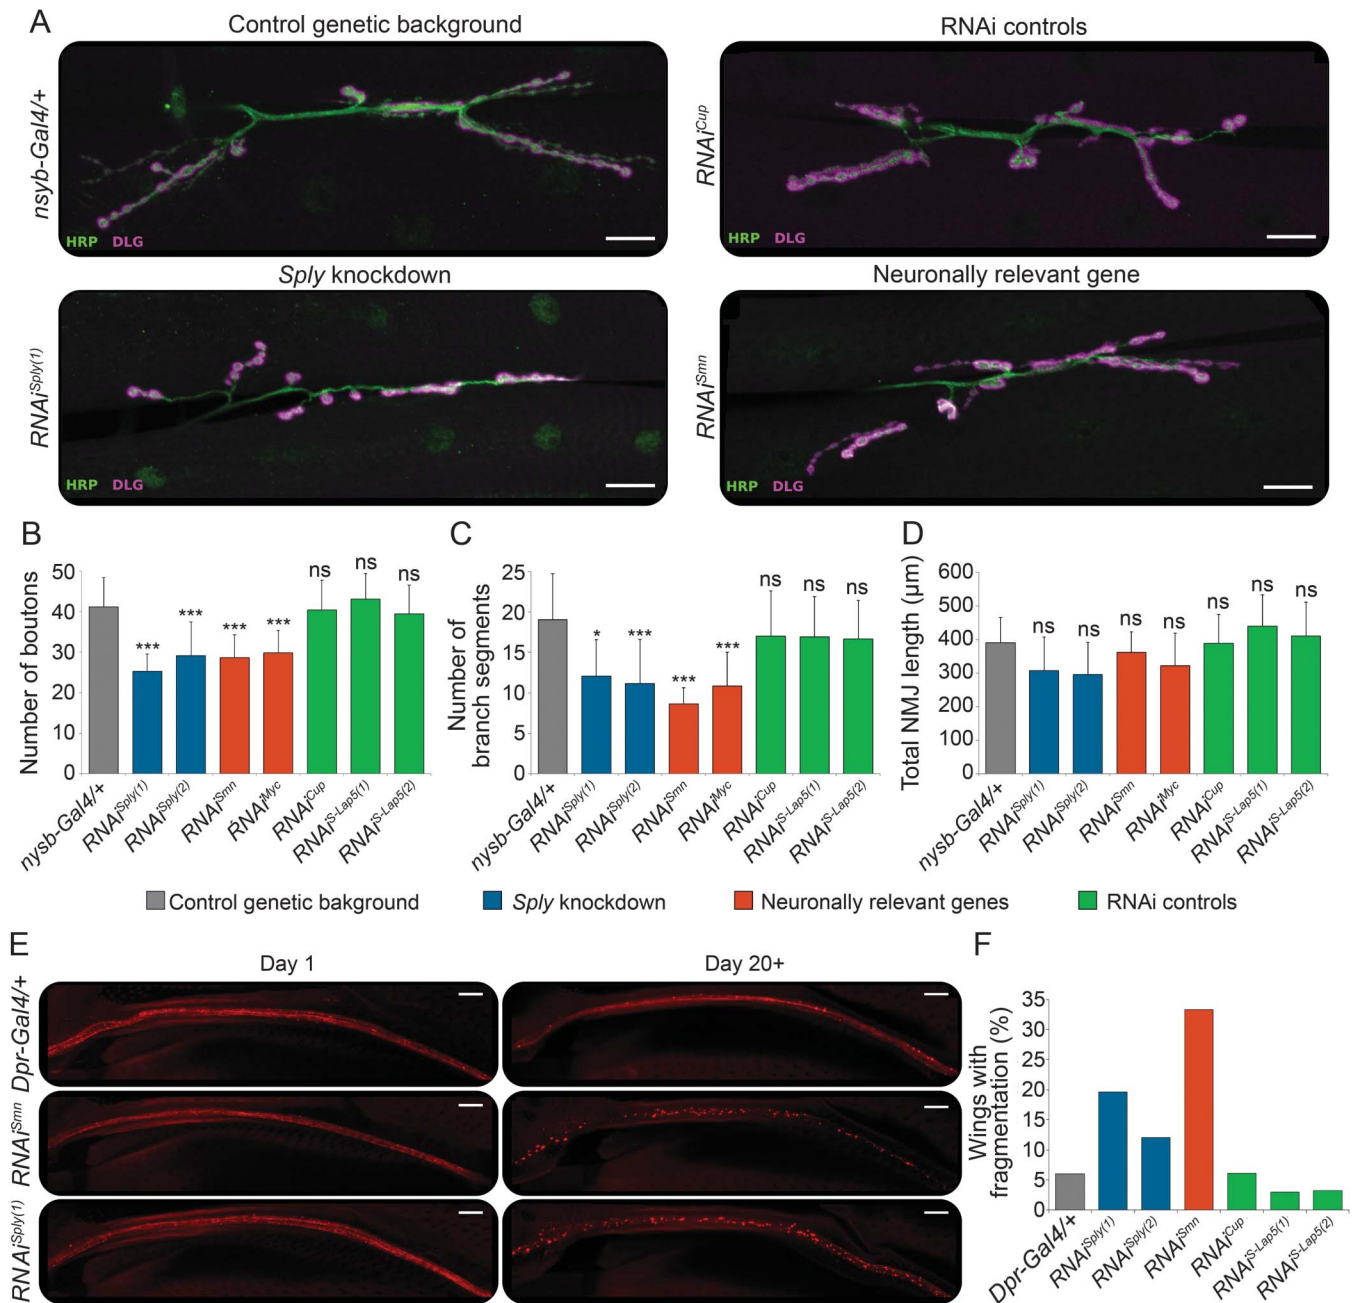 A
Control genetic background
RNAi controls
nsyb-Gal4/+
RNAi^Cup
HRP DLG
HRP DLG
Sply knockdown
Neuronally relevant gene
RNAi^Sply(1)
RNAi^Smn
HRP DLG
HRP DLG
B
Number of boutons
50
40
30
20
10
0
***
***
***
***
ns
ns
ns
nysb-Gal4/+
RNAi^Sply(1)
RNAi^Sply(2)
RNAi^Smn
RNAi^Myc
RNAi^Cup
RNAi^S-Lap5(1)
RNAi^S-Lap5(2)
C
Number of
branch segments
25
20
15
10
5
0
*
***
***
***
ns
ns
ns
nysb-Gal4/+
RNAi^Sply(1)
RNAi^Sply(2)
RNAi^Smn
RNAi^Myc
RNAi^Cup
RNAi^S-Lap5(1)
RNAi^S-Lap5(2)
D
Total NMJ length (µm)
600
500
400
300
200
100
0
ns
ns
ns
ns
ns
ns
ns
nysb-Gal4/+
RNAi^Sply(1)
RNAi^Sply(2)
RNAi^Smn
RNAi^Myc
RNAi^Cup
RNAi^S-Lap5(1)
RNAi^S-Lap5(2)
Control genetic bakground
Sply knockdown
Neuronally relevant genes
RNAi controls
E
Day 1
Day 20+
Dpr-Gal4/+
RNAi^Smn
RNAi^Sply(1)
F
Wings with
fragmentation (%)
35
30
25
20
15
10
5
0
Dpr-Gal4/+
RNAi^Sply(1)
RNAi^Sply(2)
RNAi^Smn
RNAi^Cup
RNAi^S-Lap5(1)
RNAi^S-Lap5(2)